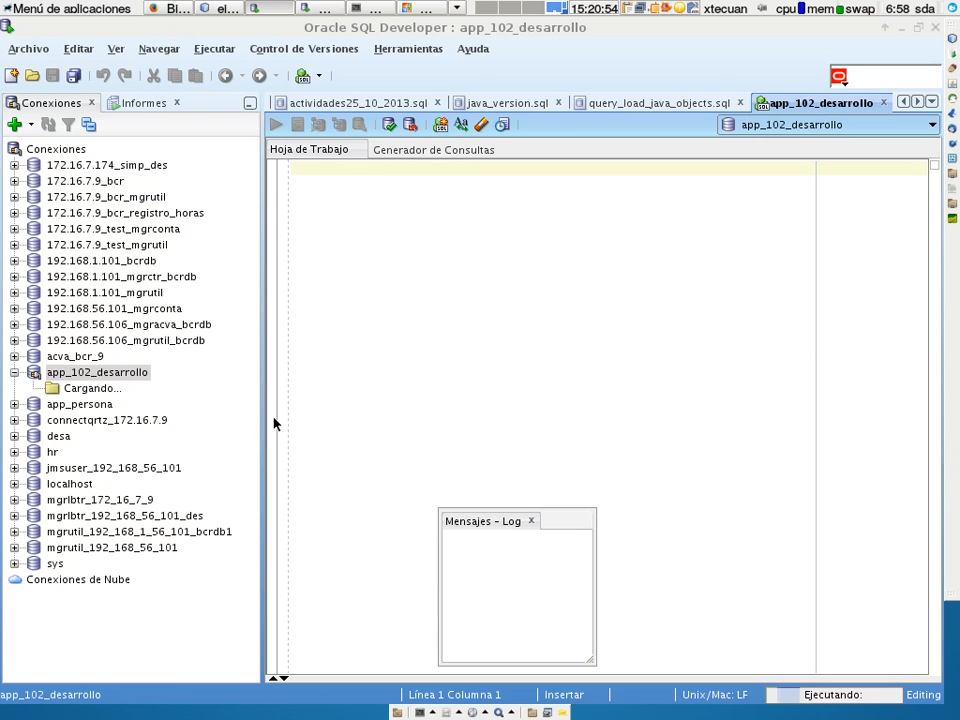 Menú de aplicaciones
Bi...
el...
...
...
...
15:20:54
xtecuan
cpu mem swap
6:58 sda
Oracle SQL Developer : app_102_desarrollo
Archivo Editar Ver Navegar Ejecutar Control de Versiones Herramientas Ayuda
Conexiones x Informes x
actividades25_10_2013.sql x java_version.sql x query_load_java_objects.sql x app_102_desarrollo x
app_102_desarrollo
Hoja de Trabajo Generador de Consultas
Conexiones
172.16.7.174_simp_des
172.16.7.9_bcr
172.16.7.9_bcr_mgrutil
172.16.7.9_bcr_registro_horas
172.16.7.9_test_mgrconta
172.16.7.9_test_mgrutil
192.168.1.101_bcrdb
192.168.1.101_mgrctr_bcrdb
192.168.1.101_mgrutil
192.168.56.101_mgrconta
192.168.56.106_mgracva_bcrdb
192.168.56.106_mgrutil_bcrdb
acva_bcr_9
app_102_desarrollo
Cargando...
app_persona
connectqrtz_172.16.7.9
desa
hr
jmsuser_192_168_56_101
localhost
mgrlbtr_172_16_7_9
mgrlbtr_192_168_56_101_des
mgrutil_192_168_1_56_101_bcrdb1
mgrutil_192_168_56_101
sys
Conexiones de Nube
Mensajes - Log x
app_102_desarrollo
Línea 1 Columna 1
Insertar
Unix/Mac: LF
Ejecutando:
Editing